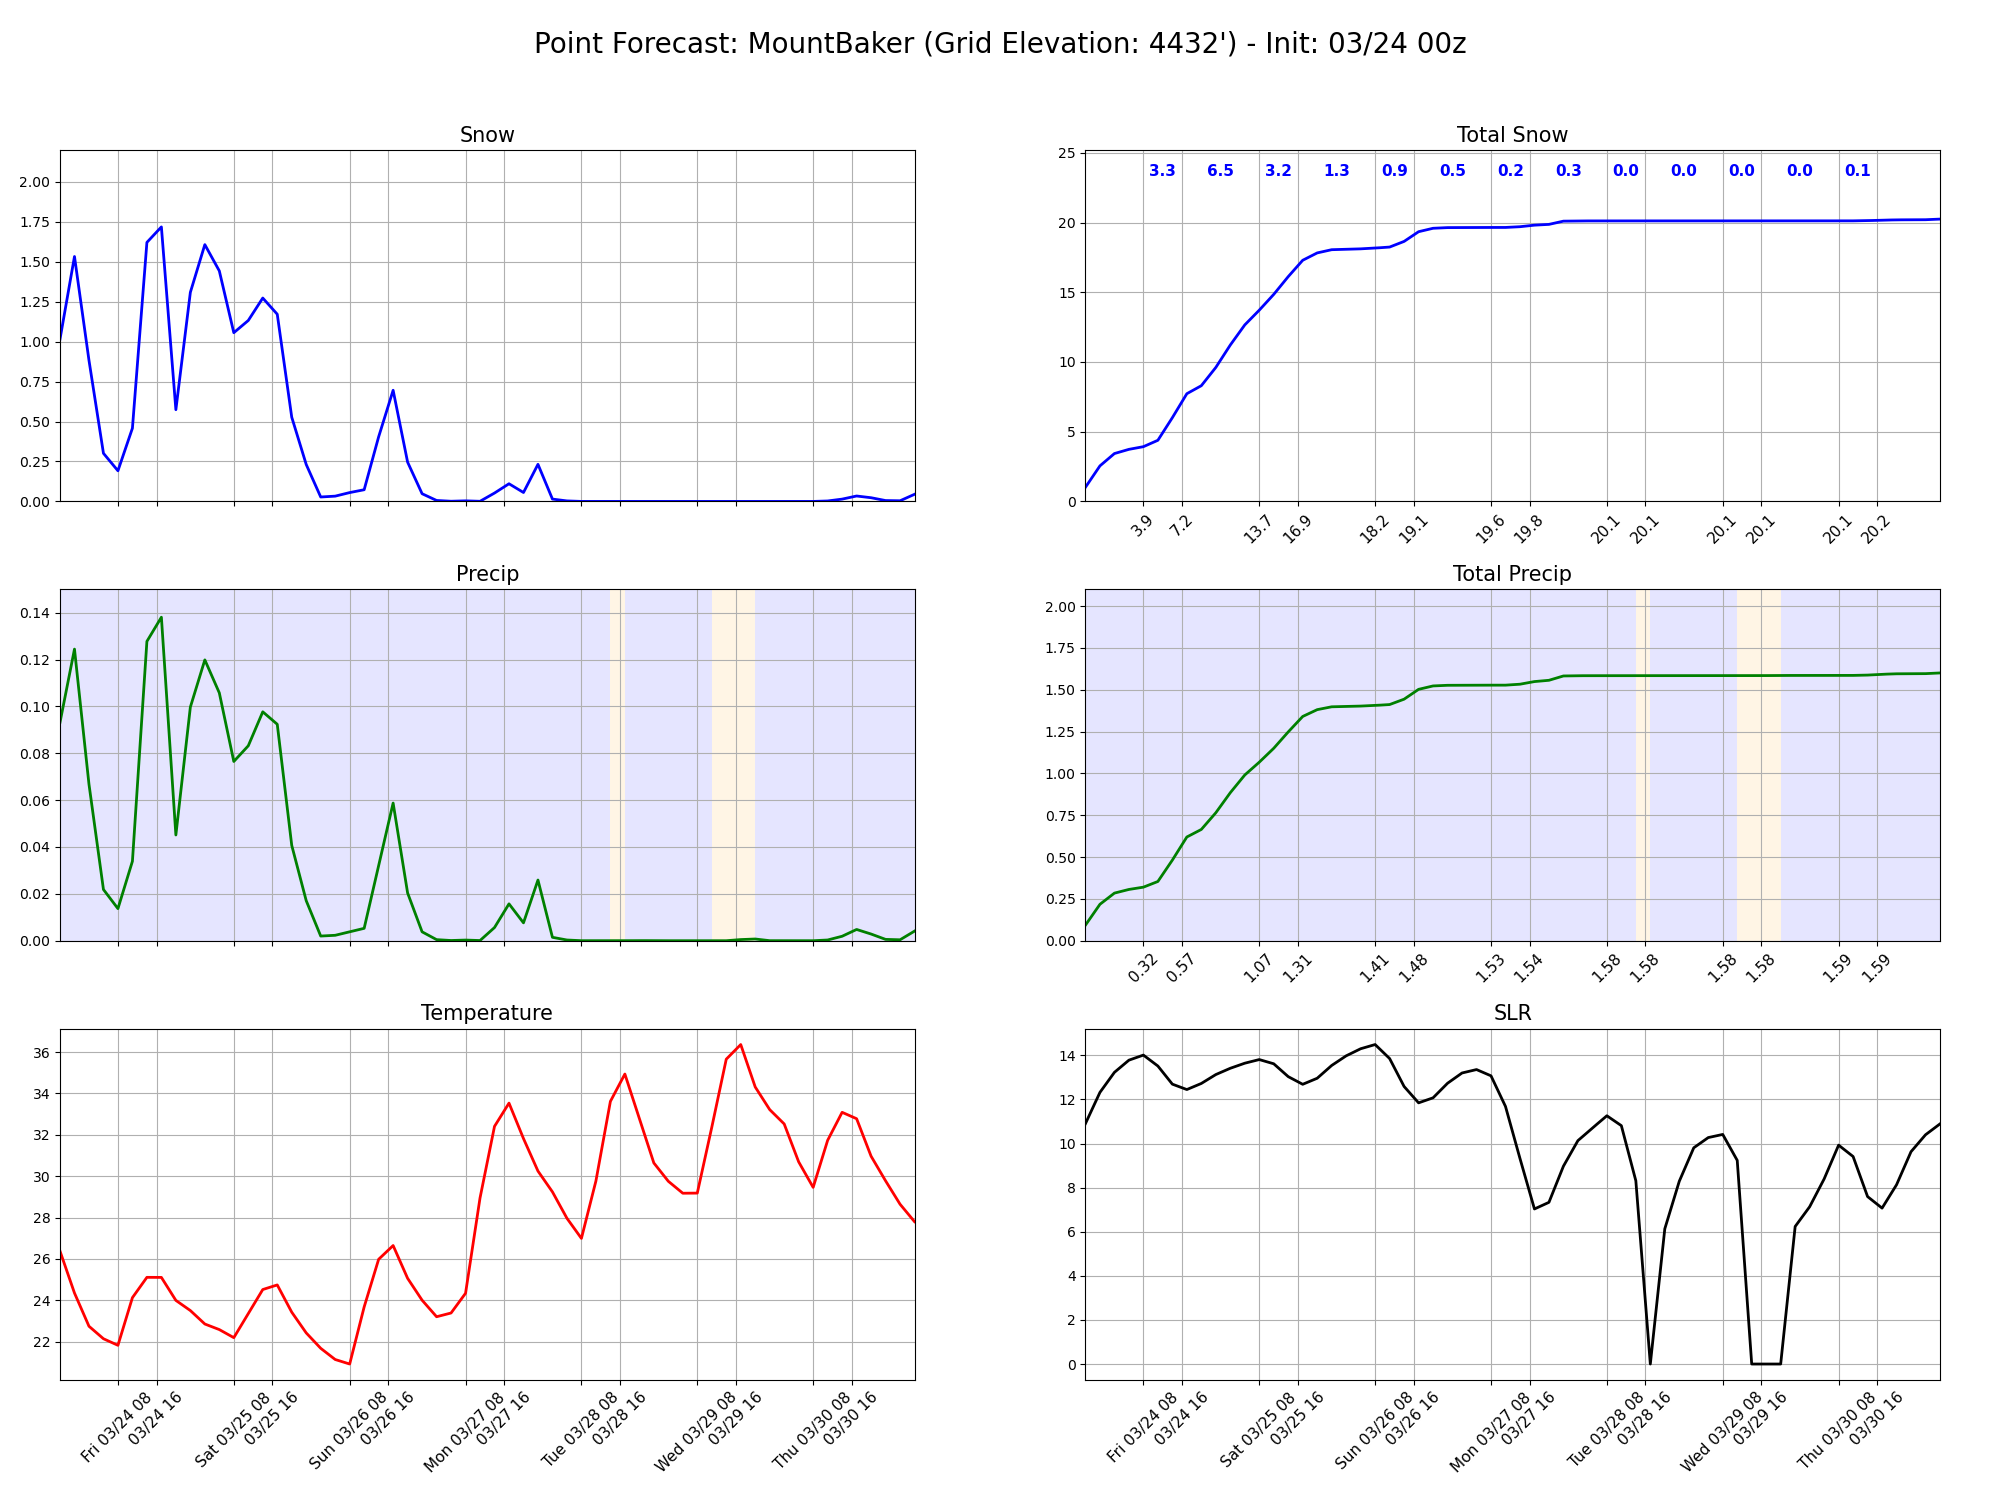 Point Forecast: MountBaker (Grid Elevation: 4432') - Init: 03/24 00z
Snow
2.00
1.75
1.50
1.25
1.00
0.75
0.50
0.25
0.00
Total Snow
25
20
15
10
5
0
3.3 6.5 3.2 1.3 0.9 0.5 0.2 0.3 0.0 0.0 0.0 0.0 0.1
3.9 7.2 13.7 16.9 18.2 19.1 19.6 19.8 20.1 20.1 20.1 20.1 20.1 20.2
Precip
0.14
0.12
0.10
0.08
0.06
0.04
0.02
0.00
Total Precip
2.00
1.75
1.50
1.25
1.00
0.75
0.50
0.25
0.00
0.32 0.57 1.07 1.31 1.41 1.48 1.53 1.54 1.58 1.58 1.58 1.58 1.59 1.59
Temperature
36
34
32
30
28
26
24
22
Fri 03/24 08
03/24 16
Sat 03/25 08
03/25 16
Sun 03/26 08
03/26 16
Mon 03/27 08
03/27 16
Tue 03/28 08
03/28 16
Wed 03/29 08
03/29 16
Thu 03/30 08
03/30 16
SLR
14
12
10
8
6
4
2
0
Fri 03/24 08
03/24 16
Sat 03/25 08
03/25 16
Sun 03/26 08
03/26 16
Mon 03/27 08
03/27 16
Tue 03/28 08
03/28 16
Wed 03/29 08
03/29 16
Thu 03/30 08
03/30 16